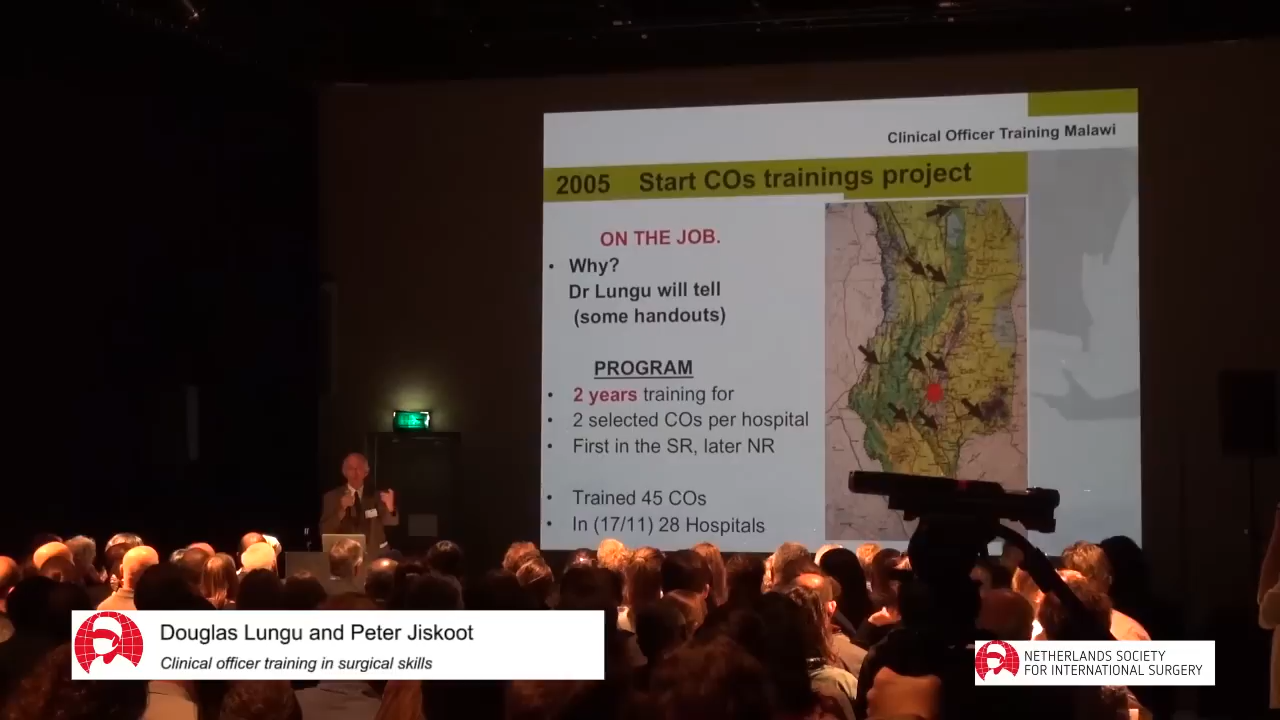 Clinical Officer Training Malawi
2005 Start COs trainings project
ON THE JOB.
• Why?
Dr Lungu will tell
(some handouts)
PROGRAM
• 2 years training for
• 2 selected COs per hospital
• First in the SR, later NR
• Trained 45 COs
• In (17/11) 28 Hospitals
Douglas Lungu and Peter Jiskoot
Clinical officer training in surgical skills
NETHERLANDS SOCIETY
FOR INTERNATIONAL SURGERY